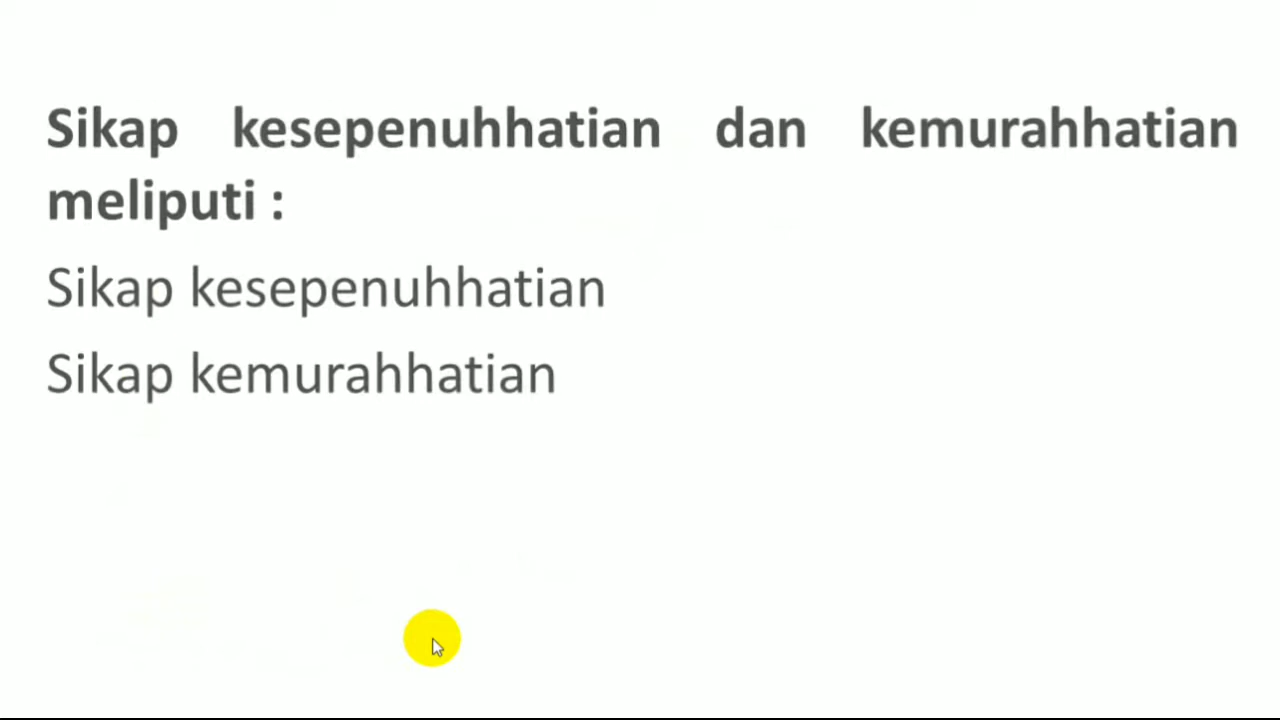 Sikap kesepenuhhatian dan kemurahhatian
meliputi :
Sikap kesepenuhhatian
Sikap kemurahhatian